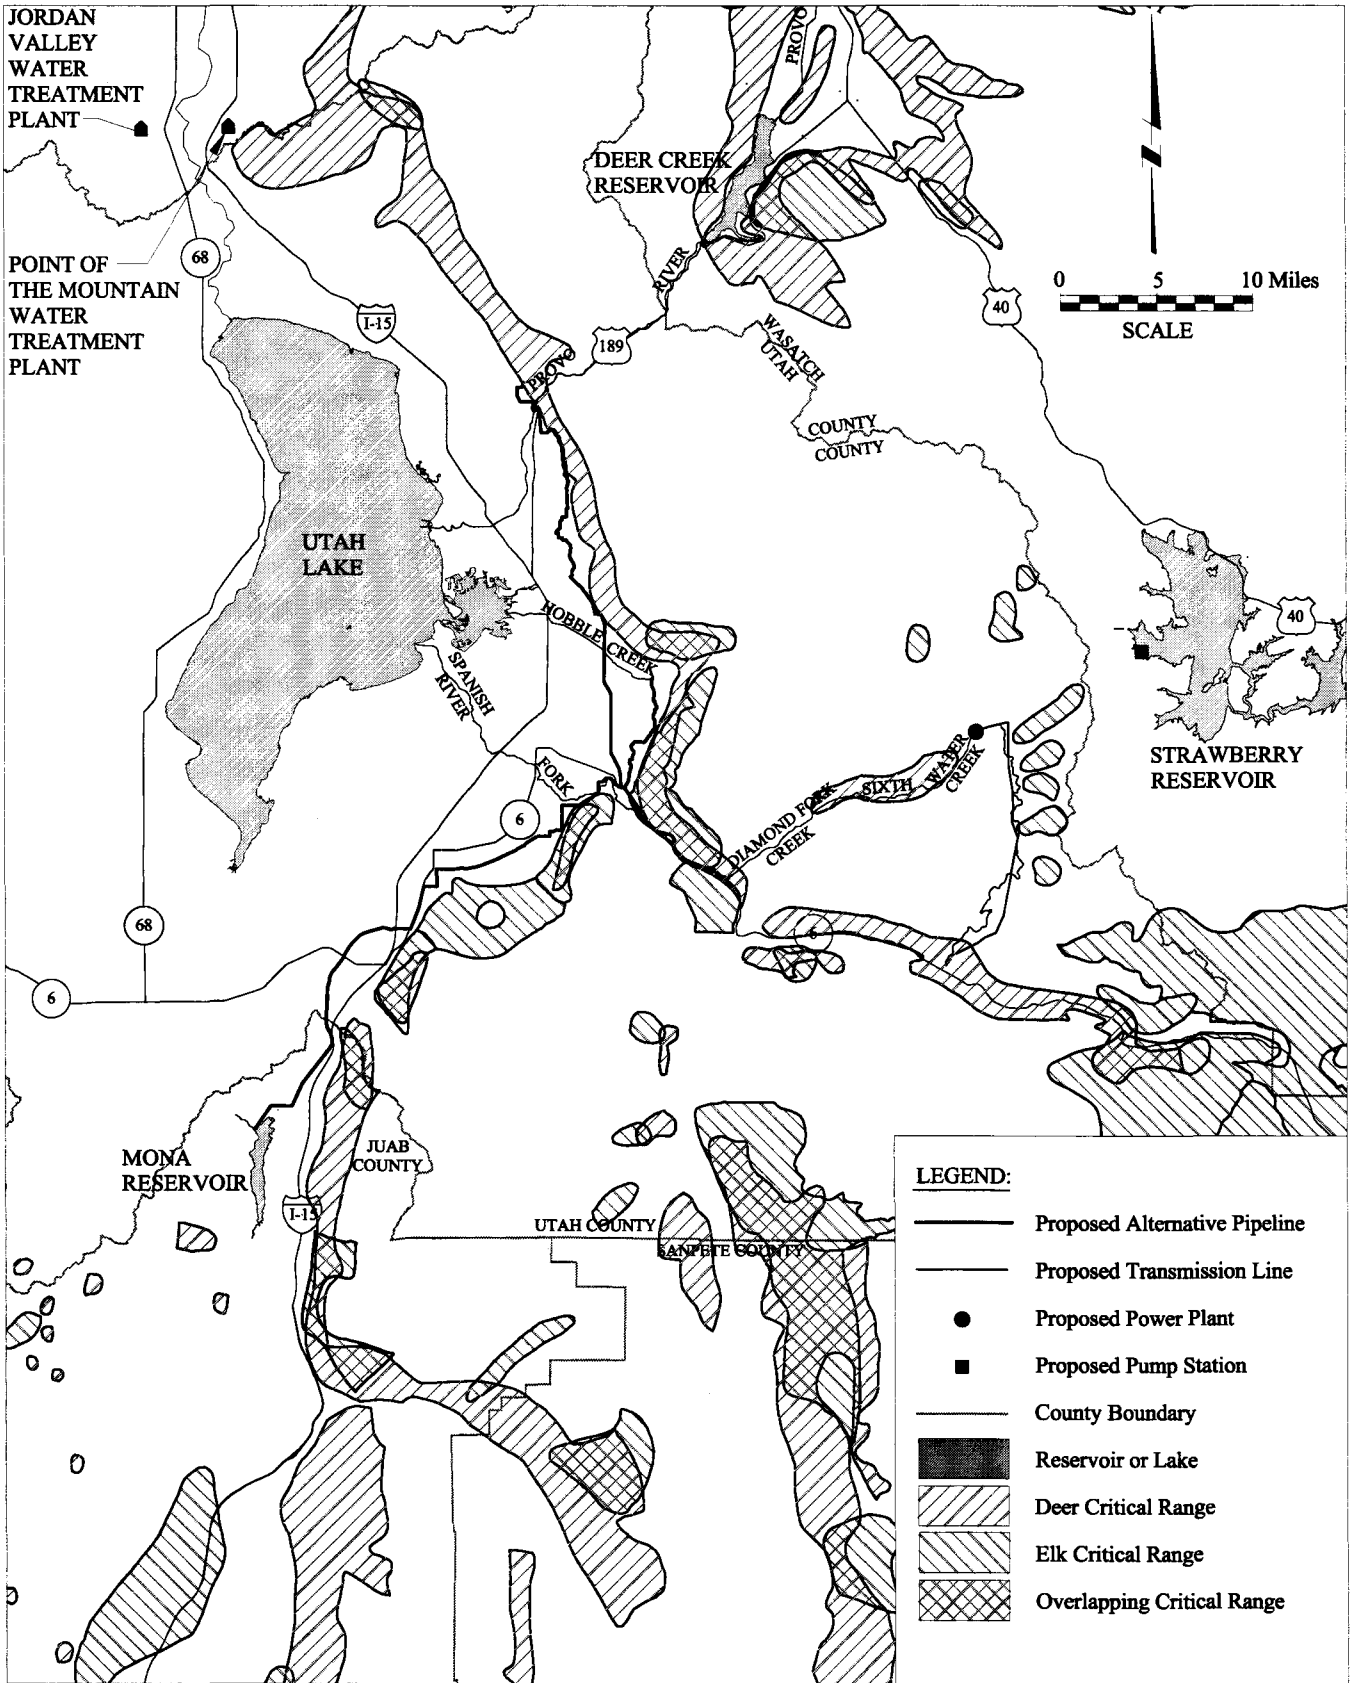 JORDAN
VALLEY
WATER
TREATMENT
PLANT
PROVO
DEER CREEK
RESERVOIR
68
POINT OF
THE MOUNTAIN
WATER
TREATMENT
PLANT
RIVER
I-15
189
40
0 5 10 Miles
SCALE
WASATCH
UTAH
PROVO
COUNTY
COUNTY
UTAH
LAKE
HOBBLE CREEK
40
SPANISH
RIVER
FORK
6
STRAWBERRY
RESERVOIR
SIXTH
WATER
CREEK
DIAMOND FORK
CREEK
68
6
6
MONA
RESERVOIR
JUAB
COUNTY
I-15
UTAH COUNTY
SANPETE COUNTY
LEGEND:
Proposed Alternative Pipeline
Proposed Transmission Line
Proposed Power Plant
Proposed Pump Station
County Boundary
Reservoir or Lake
Deer Critical Range
Elk Critical Range
Overlapping Critical Range